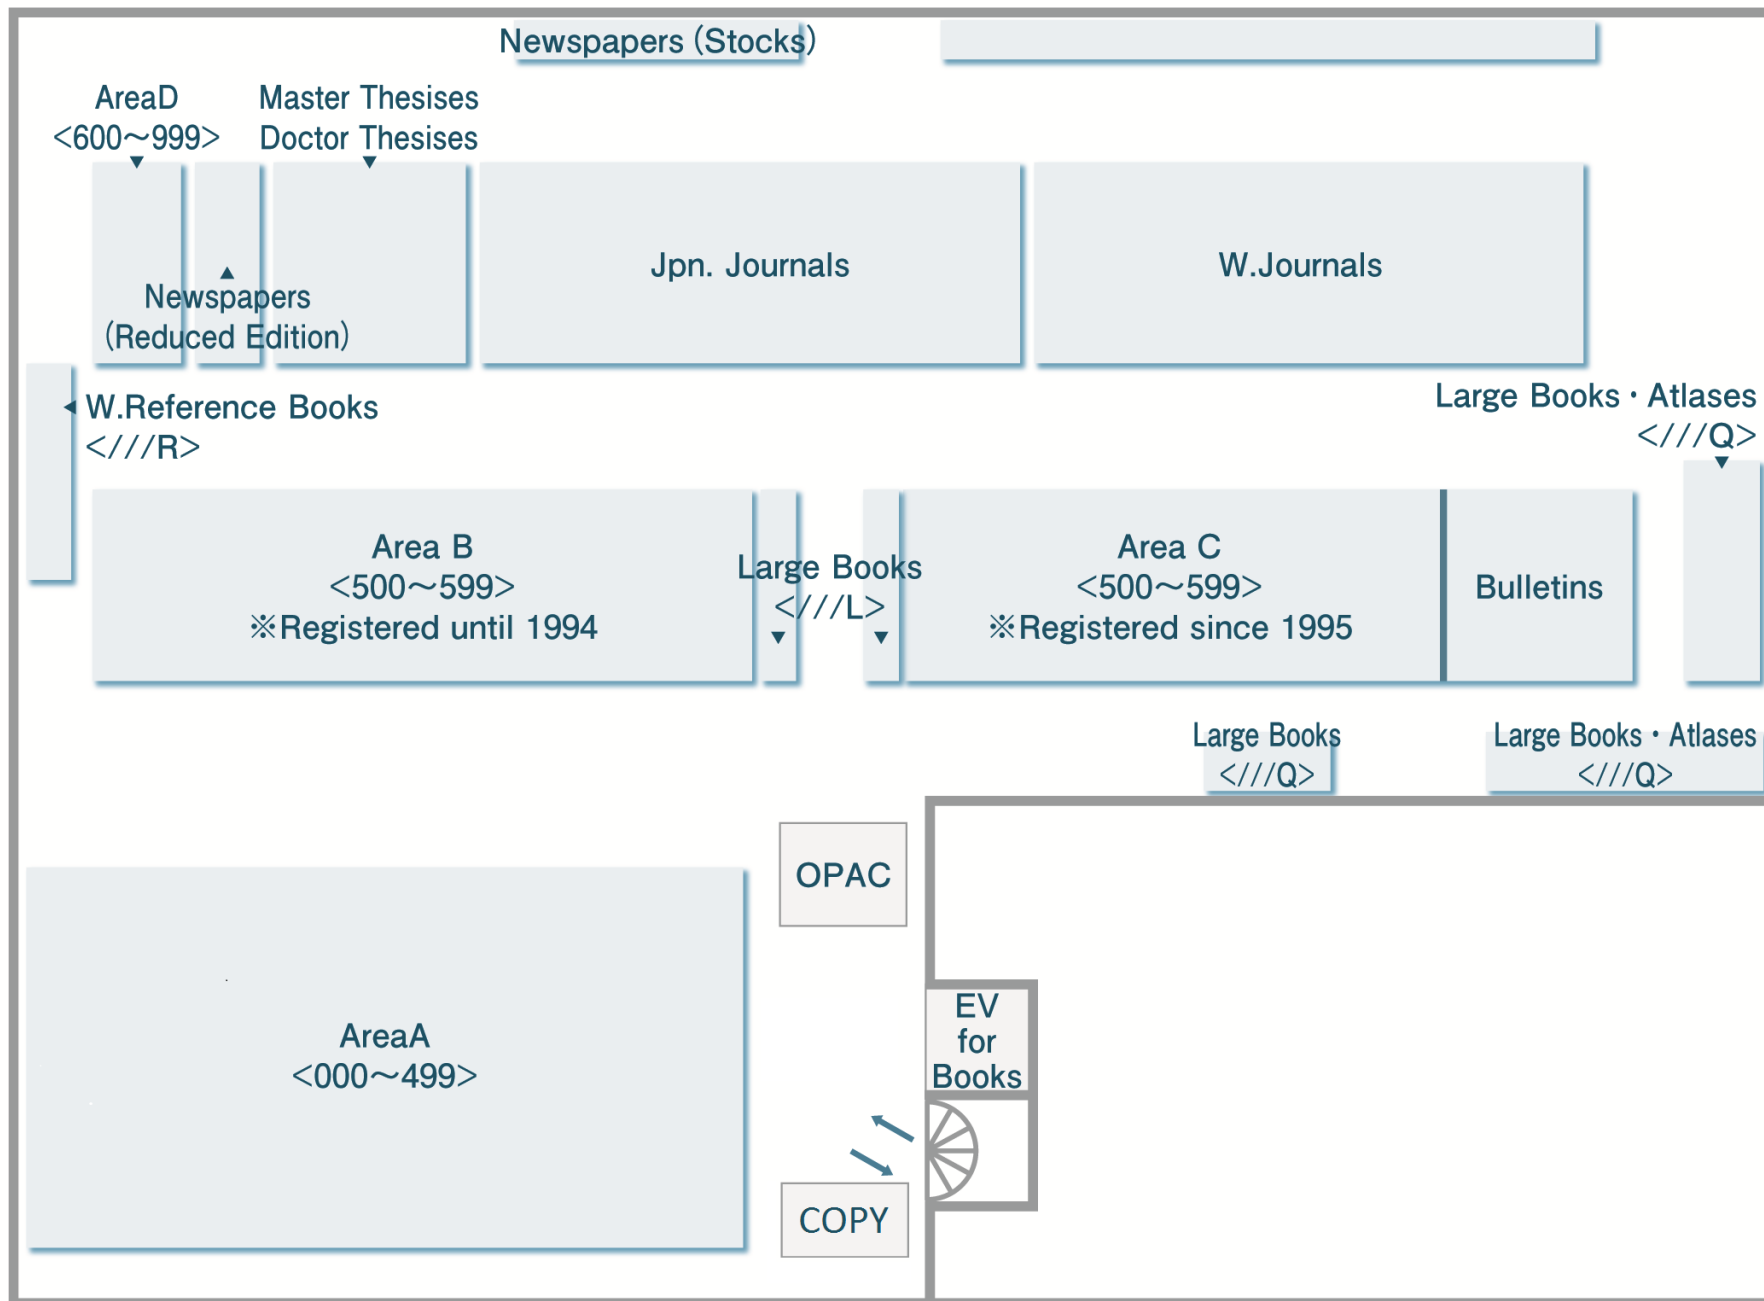 Newspapers (Stocks)
AreaD
<600～999>
Master Thesises
Doctor Thesises
Newspapers
(Reduced Edition)
Jpn. Journals
W.Journals
W.Reference Books
<///R>
Large Books・Atlases
<///Q>
Area B
<500～599>
※Registered until 1994
Large Books
<///L>
Area C
<500～599>
※Registered since 1995
Bulletins
Large Books
<///Q>
Large Books・Atlases
<///Q>
OPAC
AreaA
<000～499>
EV
for
Books
COPY